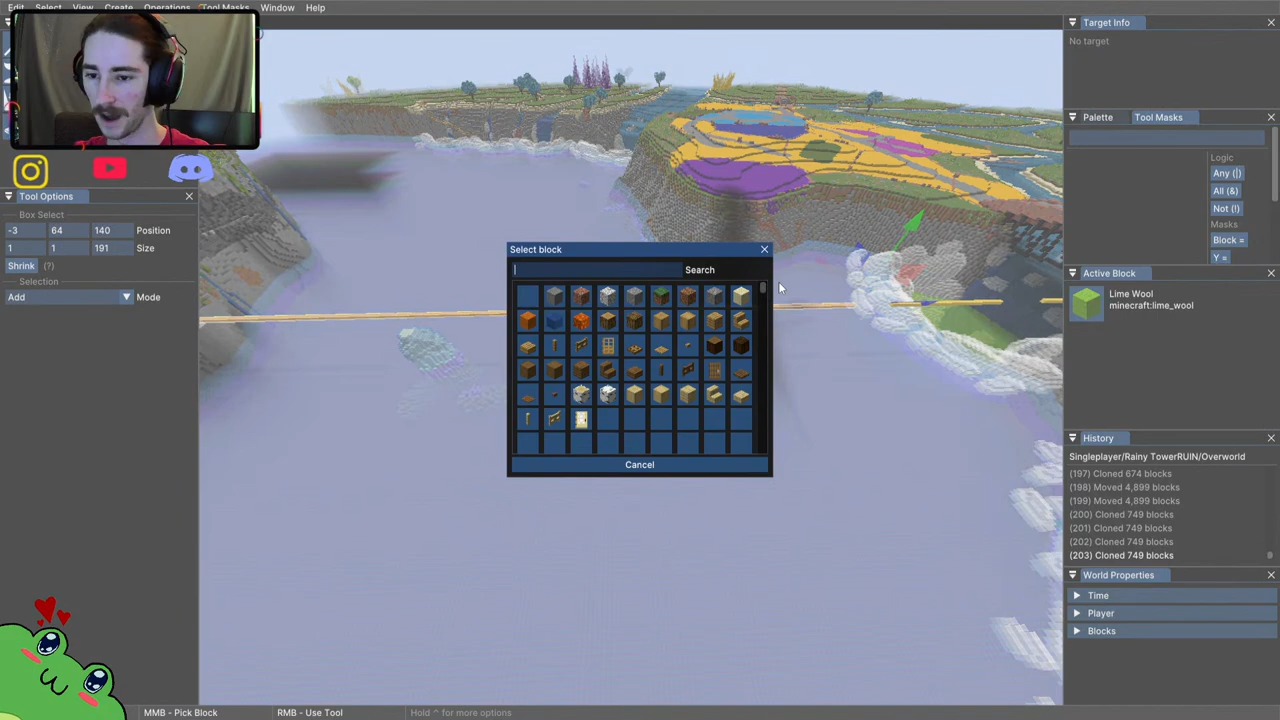 Edit Select View Create Operations Tool Masks Window Help
Target Info
No target
Palette Tool Masks
Logic
Any (|)
All (&)
Not (!)
Masks
Block =
Y =
Tool Options
Box Select
-3 64 140 Position
1 1 191 Size
Shrink (?)
Selection
Add Mode
Select block
Search
Cancel
Active Block
Lime Wool
minecraft:lime_wool
History
Singleplayer/Rainy TowerRUIN/Overworld
(197) Cloned 674 blocks
(198) Moved 4,899 blocks
(199) Moved 4,899 blocks
(200) Cloned 749 blocks
(201) Cloned 749 blocks
(202) Cloned 749 blocks
(203) Cloned 749 blocks
World Properties
Time
Player
Blocks
MMB - Pick Block RMB - Use Tool Hold ^ for more options